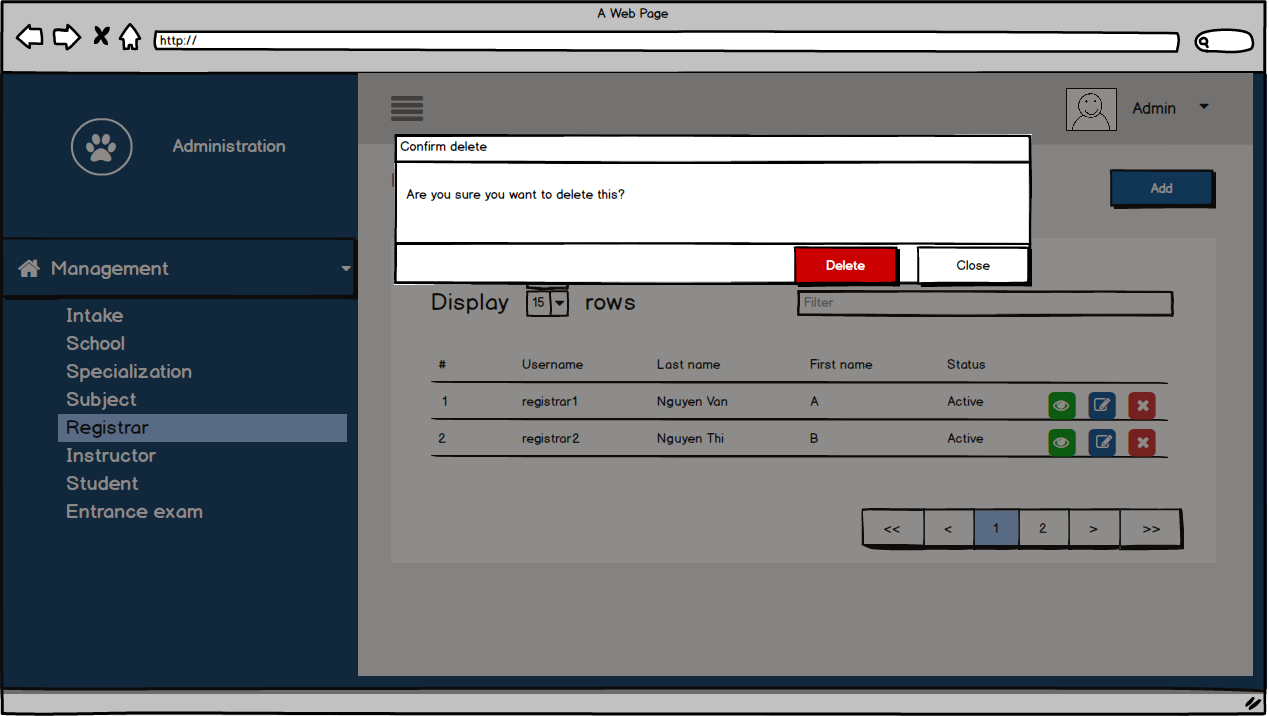 A Web Page
http://
Administration
Admin
Confirm delete
Are you sure you want to delete this?
Add
Delete
Close
Management
Intake
School
Specialization
Subject
Registrar
Instructor
Student
Entrance exam
Display 15 rows
Filter
# Username Last name First name Status
1 registrar1 Nguyen Van A Active
2 registrar2 Nguyen Thi B Active
<< < 1 2 > >>